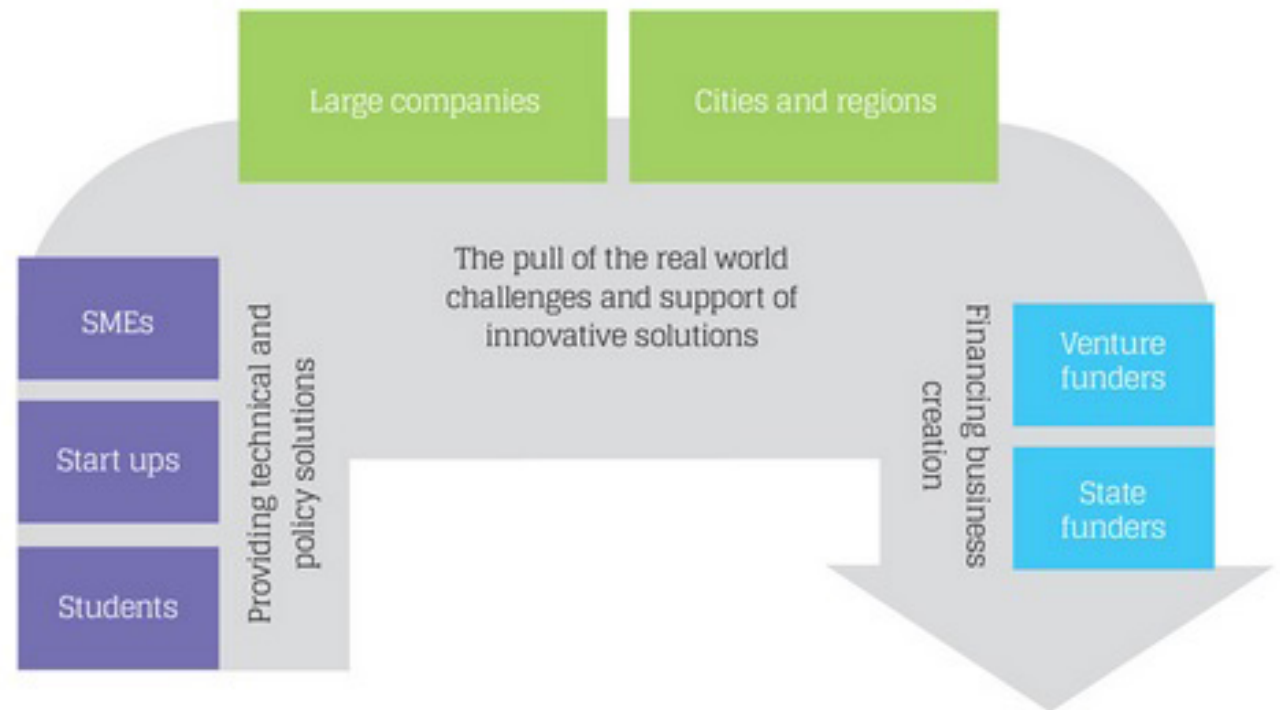 Large companies
Cities and regions
The pull of the real world
challenges and support of
innovative solutions
SMEs
Start ups
Students
Providing technical and
policy solutions
Financing business
creation
Venture
funders
State
funders